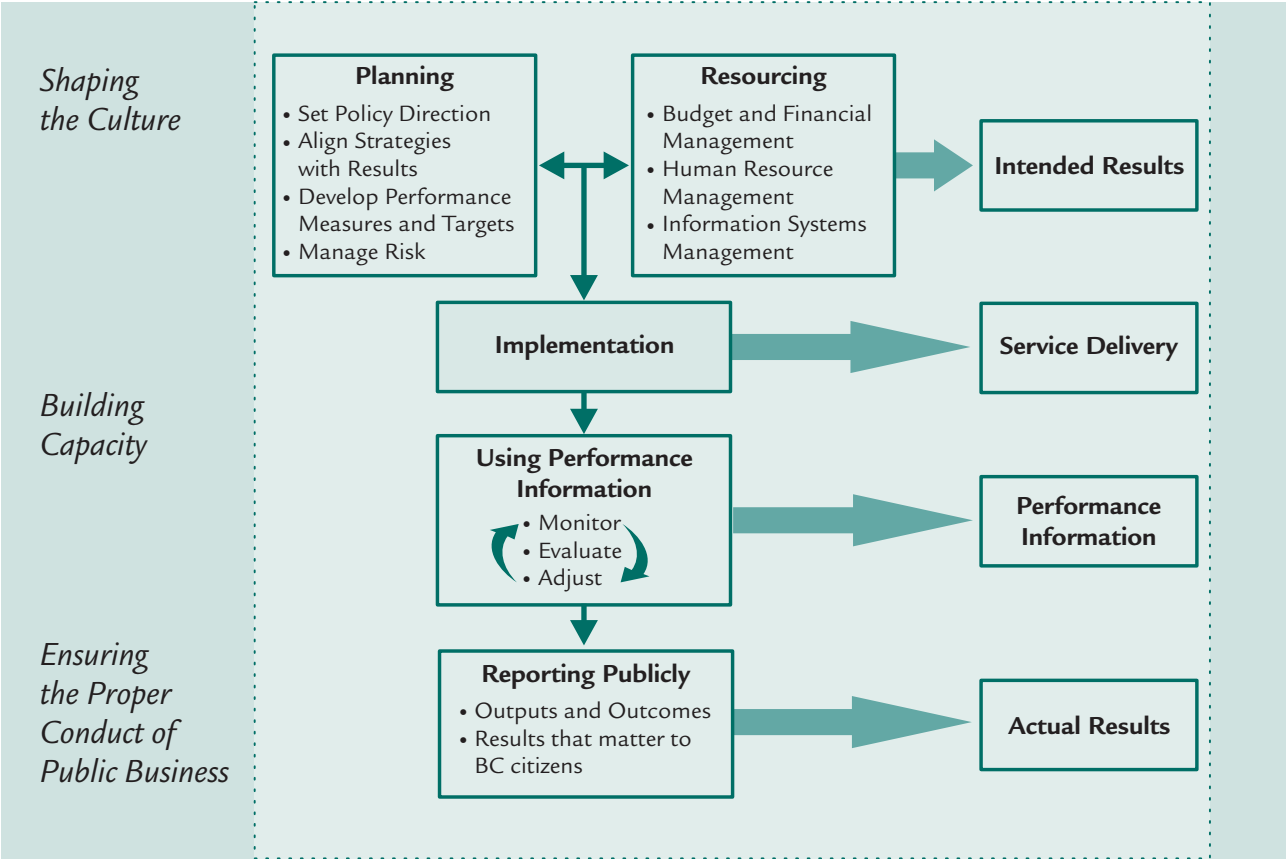 Shaping
the Culture
Planning
• Set Policy Direction
• Align Strategies
with Results
• Develop Performance
Measures and Targets
• Manage Risk
Resourcing
• Budget and Financial
Management
• Human Resource
Management
• Information Systems
Management
Intended Results
Implementation
Service Delivery
Building
Capacity
Using Performance
Information
• Monitor
• Evaluate
• Adjust
Performance
Information
Ensuring
the Proper
Conduct of
Public Business
Reporting Publicly
• Outputs and Outcomes
• Results that matter to
BC citizens
Actual Results